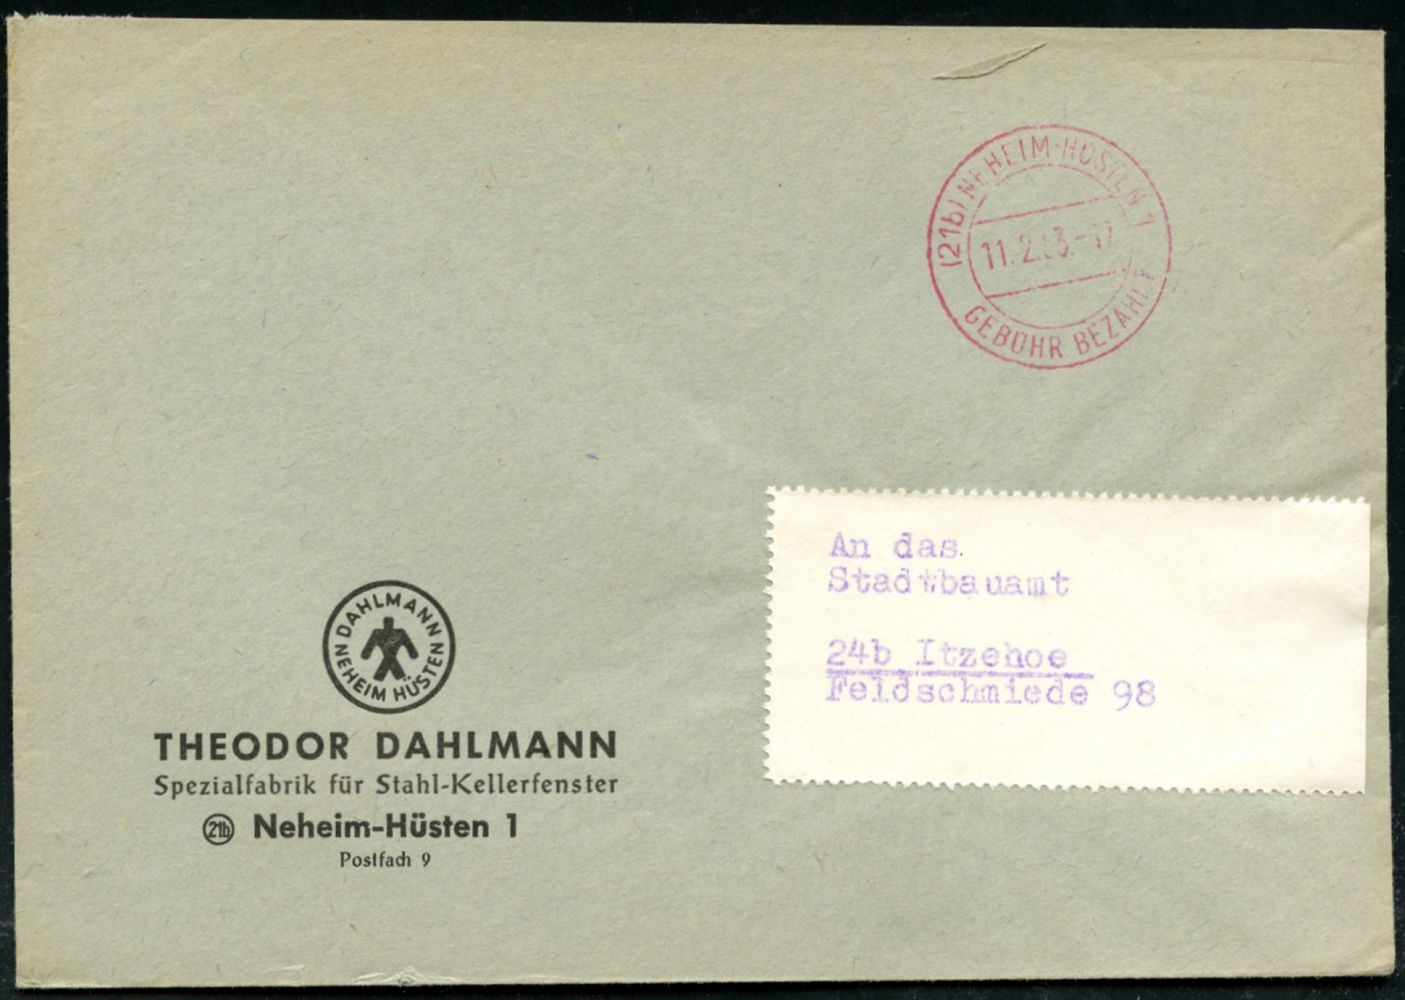 (21b) NEHEIM-HÜSTEN 1
11.2. 3.-17
GEBÜHR BEZAHLT
An das
Stadtbauamt
24b Itzehoe
Feldschmiede 98
DAHLMANN
NEHEIM HÜSTEN
THEODOR DAHLMANN
Spezialfabrik für Stahl-Kellerfenster
21b Neheim-Hüsten 1
Postfach 9